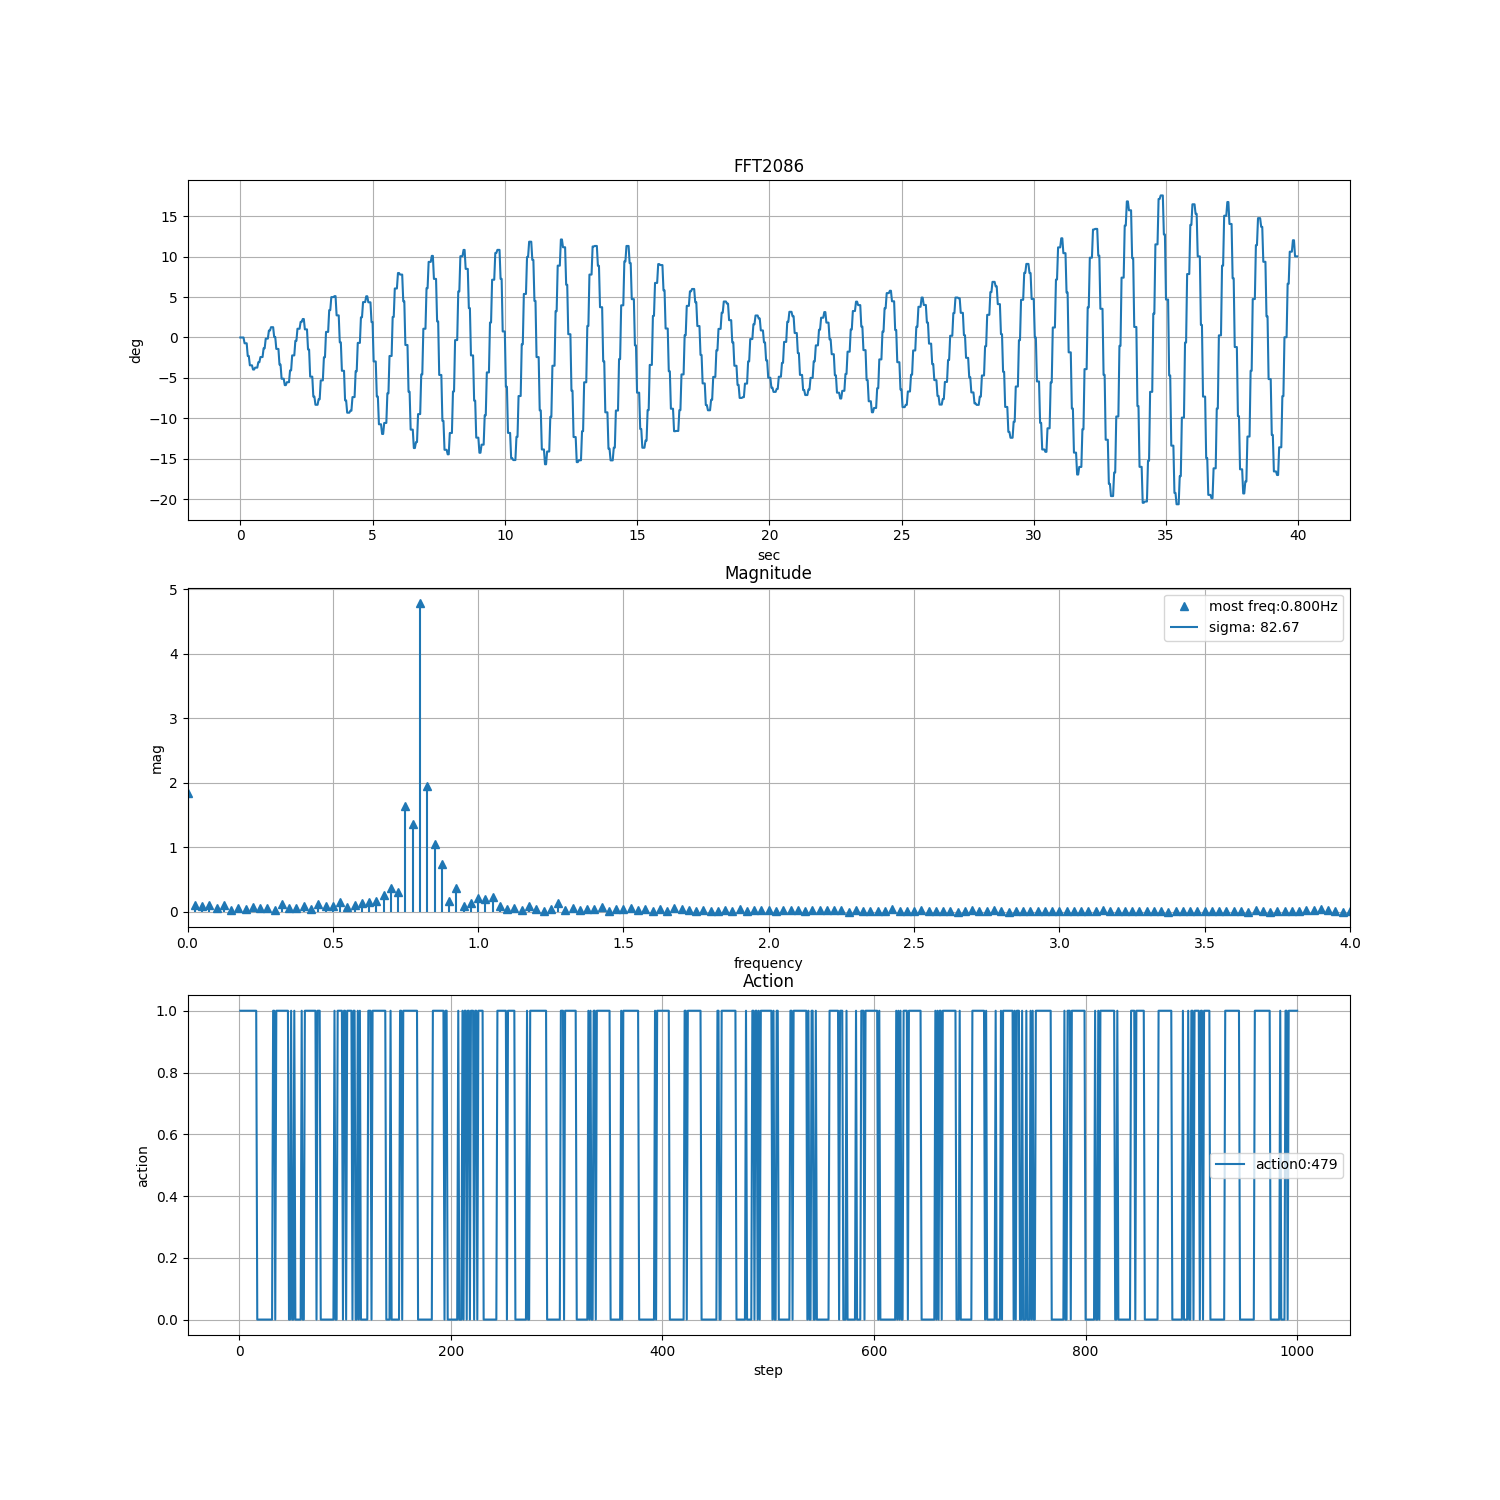 FFT2086
15
10
5
0
−5
−10
−15
−20
deg
0 5 10 15 20 25 30 35 40
sec
Magnitude
5
4
3
2
1
0
mag
most freq:0.800Hz
sigma: 82.67
0.0 0.5 1.0 1.5 2.0 2.5 3.0 3.5 4.0
frequency
Action
1.0
0.8
0.6
0.4
0.2
0.0
action
action0:479
0 200 400 600 800 1000
step